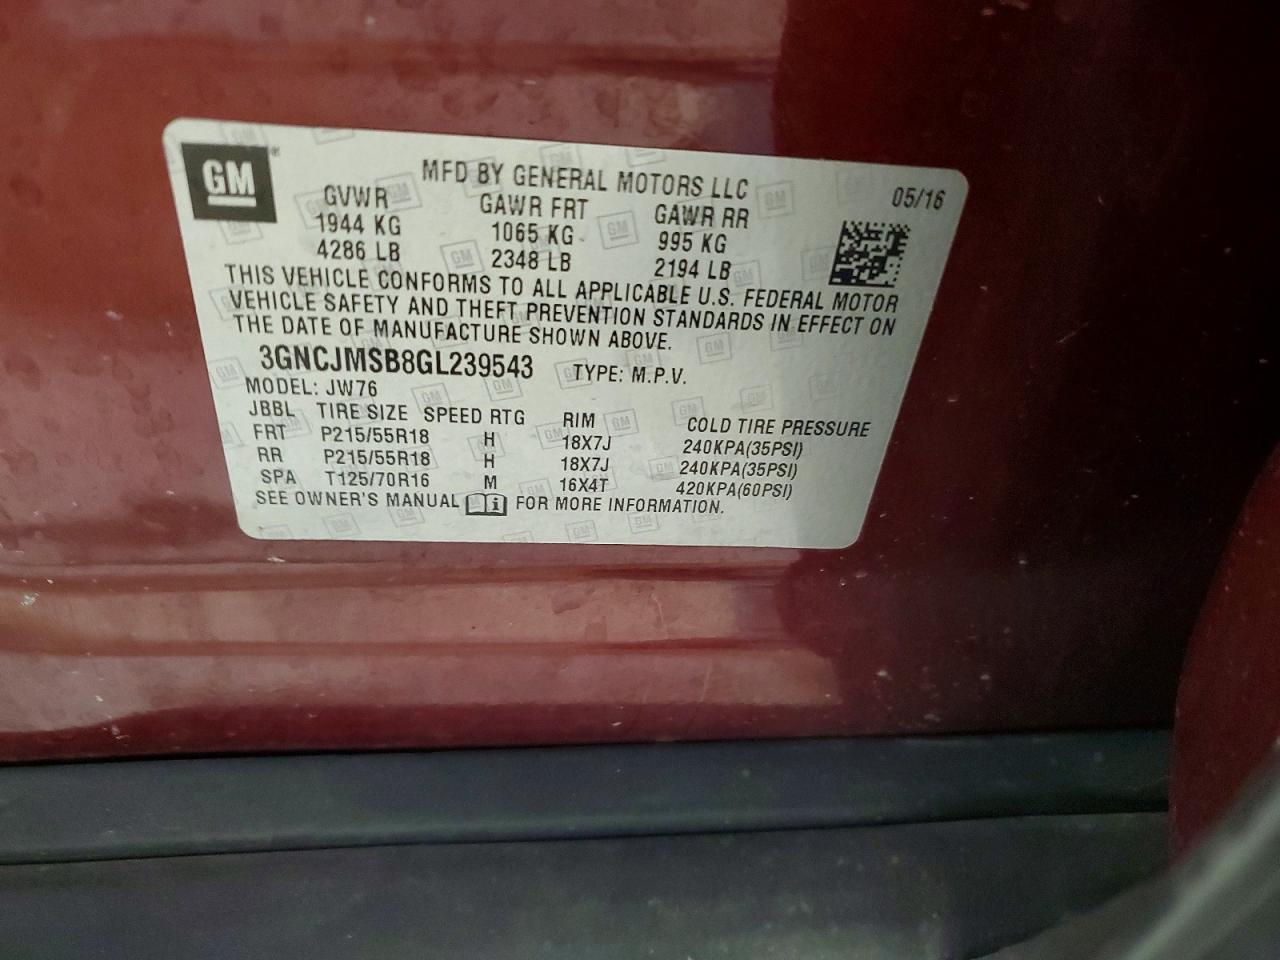 GM
MFD BY GENERAL MOTORS LLC
05/16
GVWR GAWR FRT GAWR RR
1944 KG 1065 KG 995 KG
4286 LB 2348 LB 2194 LB
THIS VEHICLE CONFORMS TO ALL APPLICABLE U.S. FEDERAL MOTOR
VEHICLE SAFETY AND THEFT PREVENTION STANDARDS IN EFFECT ON
THE DATE OF MANUFACTURE SHOWN ABOVE.
3GNCJMSB8GL239543 TYPE: M.P.V.
MODEL: JW76
JBBL TIRE SIZE SPEED RTG RIM COLD TIRE PRESSURE
FRT P215/55R18 H 18X7J 240KPA(35PSI)
RR P215/55R18 H 18X7J 240KPA(35PSI)
SPA T125/70R16 M 16X4T 420KPA(60PSI)
SEE OWNER'S MANUAL FOR MORE INFORMATION.